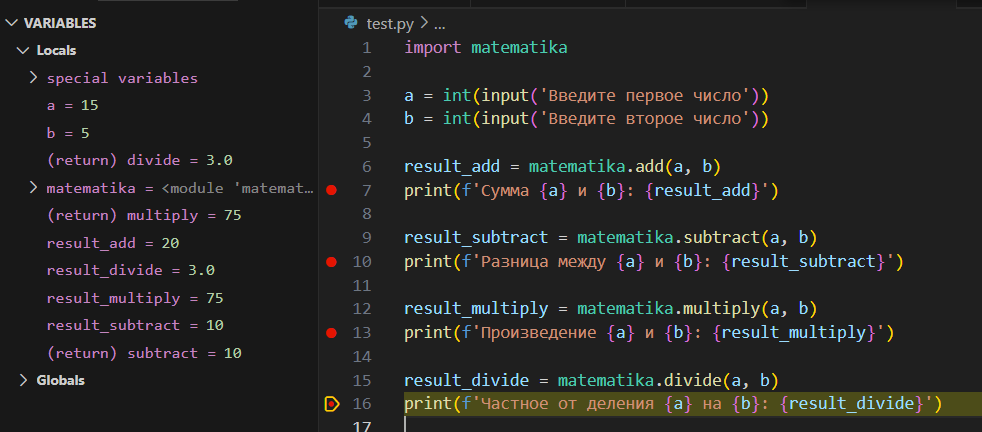 VARIABLES
Locals
special variables
a = 15
b = 5
(return) divide = 3.0
matematika = <module 'matemat...
(return) multiply = 75
result_add = 20
result_divide = 3.0
result_multiply = 75
result_subtract = 10
(return) subtract = 10
Globals
test.py > ...
1 import matematika
2
3 a = int(input('Введите первое число'))
4 b = int(input('Введите второе число'))
5
6 result_add = matematika.add(a, b)
7 print(f'Сумма {a} и {b}: {result_add}')
8
9 result_subtract = matematika.subtract(a, b)
10 print(f'Разница между {a} и {b}: {result_subtract}')
11
12 result_multiply = matematika.multiply(a, b)
13 print(f'Произведение {a} и {b}: {result_multiply}')
14
15 result_divide = matematika.divide(a, b)
16 print(f'Частное от деления {a} на {b}: {result_divide}')
17